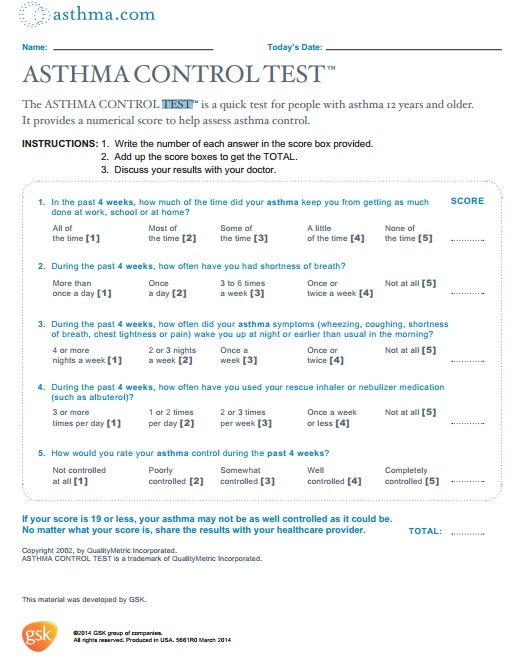 asthma.com
Name: Today's Date:
ASTHMA CONTROL TEST™
The ASTHMA CONTROL TEST™ is a quick test for people with asthma 12 years and older.
It provides a numerical score to help assess asthma control.
INSTRUCTIONS: 1. Write the number of each answer in the score box provided.
2. Add up the score boxes to get the TOTAL.
3. Discuss your results with your doctor.
1. In the past 4 weeks, how much of the time did your asthma keep you from getting as much SCORE
done at work, school or at home?
All of Most of Some of A little None of
the time [1] the time [2] the time [3] of the time [4] the time [5]
2. During the past 4 weeks, how often have you had shortness of breath?
More than Once 3 to 6 times Once or Not at all [5]
once a day [1] a day [2] a week [3] twice a week [4]
3. During the past 4 weeks, how often did your asthma symptoms (wheezing, coughing, shortness
of breath, chest tightness or pain) wake you up at night or earlier than usual in the morning?
4 or more 2 or 3 nights Once a Once or Not at all [5]
nights a week [1] a week [2] week [3] twice [4]
4. During the past 4 weeks, how often have you used your rescue inhaler or nebulizer medication
(such as albuterol)?
3 or more 1 or 2 times 2 or 3 times Once a week Not at all [5]
times per day [1] per day [2] per week [3] or less [4]
5. How would you rate your asthma control during the past 4 weeks?
Not controlled Poorly Somewhat Well Completely
at all [1] controlled [2] controlled [3] controlled [4] controlled [5]
If your score is 19 or less, your asthma may not be as well controlled as it could be.
No matter what your score is, share the results with your healthcare provider. TOTAL:
Copyright 2002, by QualityMetric Incorporated.
ASTHMA CONTROL TEST is a trademark of QualityMetric Incorporated.
This material was developed by GSK.
gsk
©2014 GSK group of companies.
All rights reserved. Produced in USA. 5661R0 March 2014